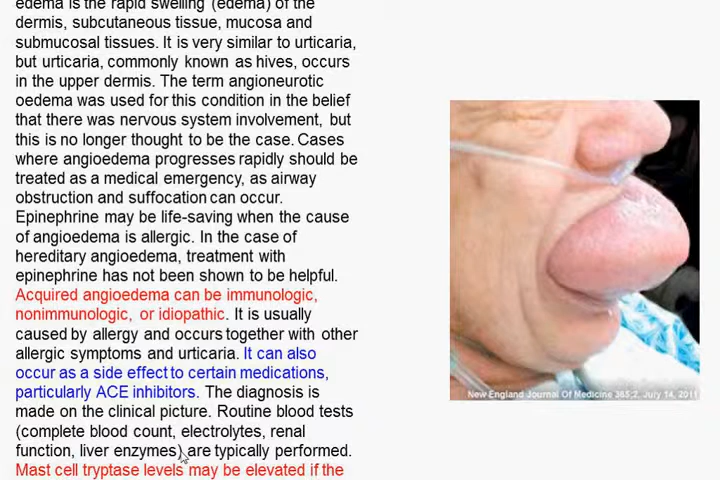 edema is the rapid swelling (edema) of the
dermis, subcutaneous tissue, mucosa and
submucosal tissues. It is very similar to urticaria,
but urticaria, commonly known as hives, occurs
in the upper dermis. The term angioneurotic
oedema was used for this condition in the belief
that there was nervous system involvement, but
this is no longer thought to be the case. Cases
where angioedema progresses rapidly should be
treated as a medical emergency, as airway
obstruction and suffocation can occur.
Epinephrine may be life-saving when the cause
of angioedema is allergic. In the case of
hereditary angioedema, treatment with
epinephrine has not been shown to be helpful.
Acquired angioedema can be immunologic,
nonimmunologic, or idiopathic. It is usually
caused by allergy and occurs together with other
allergic symptoms and urticaria. It can also
occur as a side effect to certain medications,
particularly ACE inhibitors. The diagnosis is
made on the clinical picture. Routine blood tests
(complete blood count, electrolytes, renal
function, liver enzymes) are typically performed.
Mast cell tryptase levels may be elevated if the
New England Journal Of Medicine 365;2, July 14, 2011